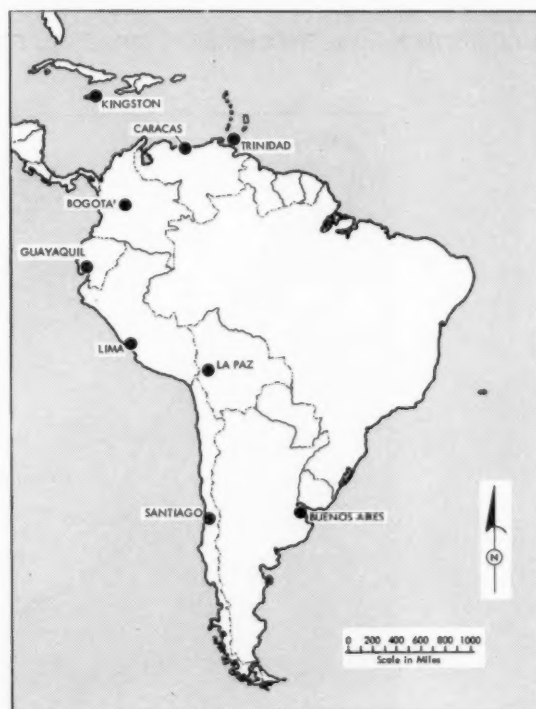 KINGSTON
CARACAS
TRINIDAD
BOGOTA'
GUAYAQUIL
LIMA
LA PAZ
SANTIAGO
BUENOS AIRES
N
0 200 400 600 800 1000
Scale in Miles